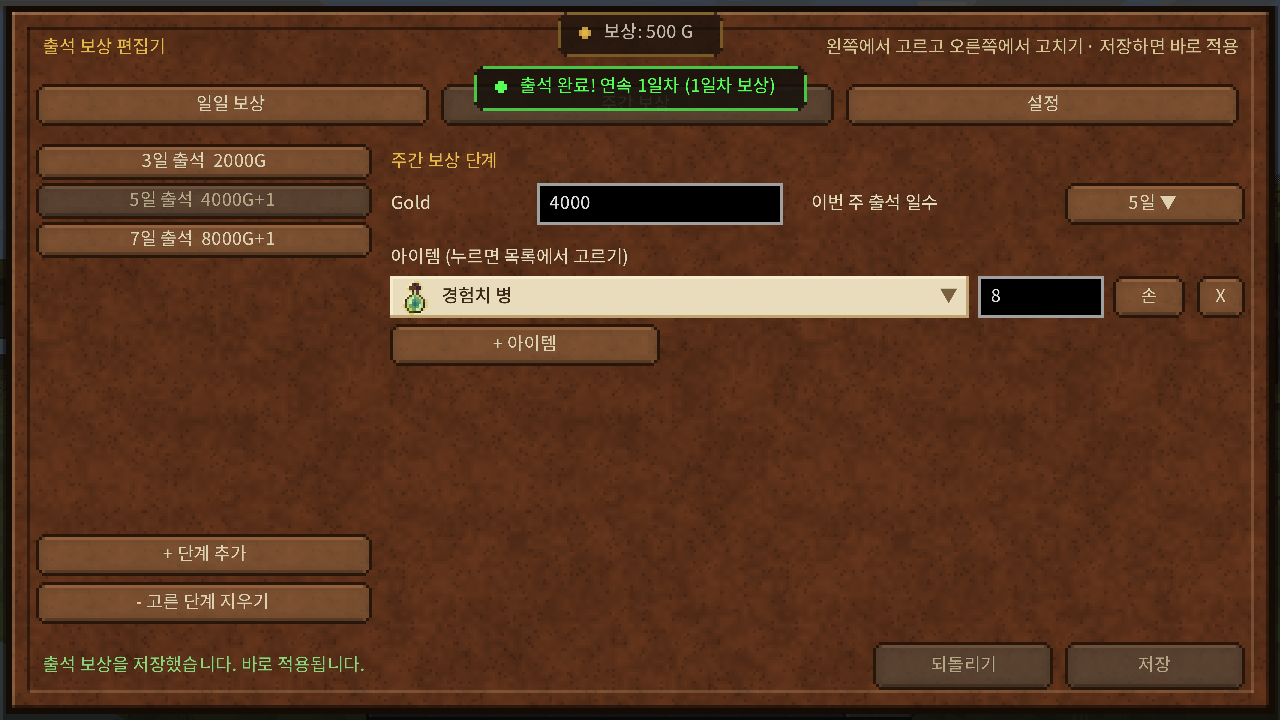 보상: 500 G
출석 보상 편집기
왼쪽에서 고르고 오른쪽에서 고치기 · 저장하면 바로 적용
출석 완료! 연속 1일차 (1일차 보상)
일일 보상
주간 보상
설정
3일 출석 2000G
5일 출석 4000G+1
7일 출석 8000G+1
주간 보상 단계
Gold
4000
이번 주 출석 일수
5일 ▼
아이템 (누르면 목록에서 고르기)
경험치 병 ▼
8
손
X
+ 아이템
+ 단계 추가
- 고른 단계 지우기
출석 보상을 저장했습니다. 바로 적용됩니다.
되돌리기
저장